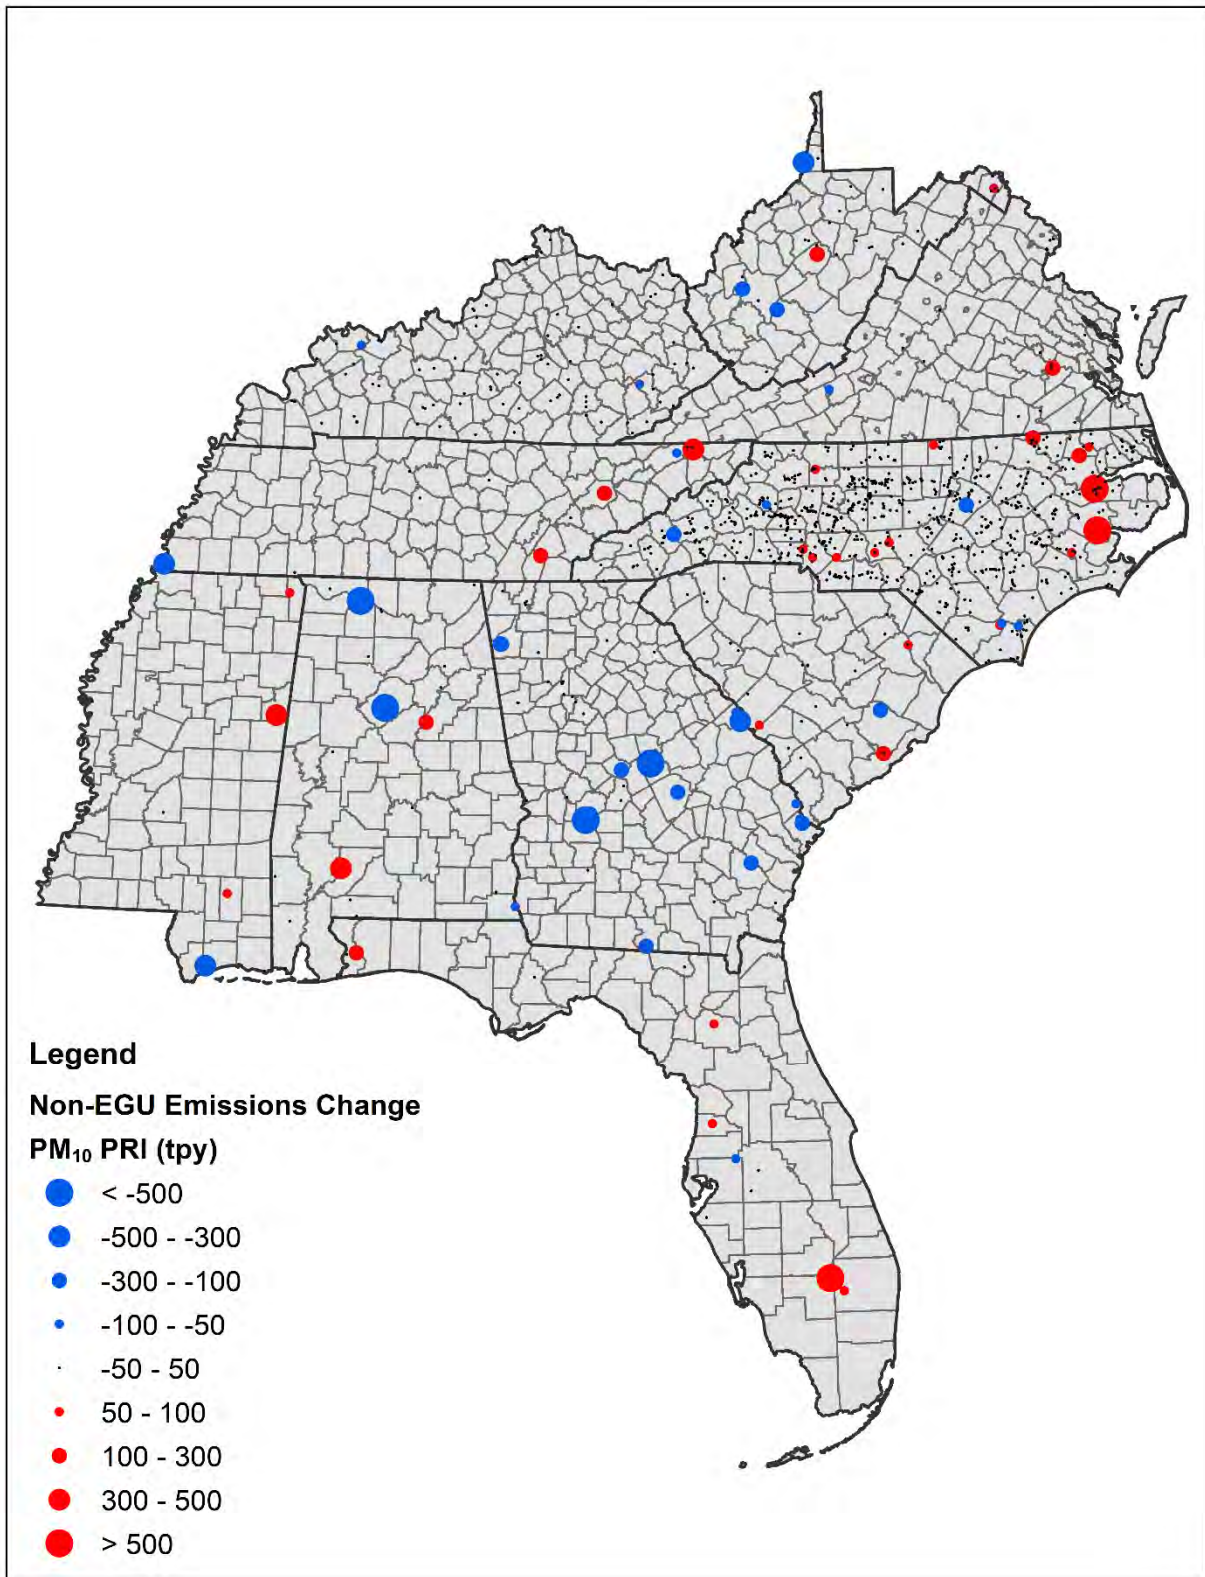 Legend
Non-EGU Emissions Change
PM₁₀ PRI (tpy)
< -500
-500 - -300
-300 - -100
-100 - -50
-50 - 50
50 - 100
100 - 300
300 - 500
> 500